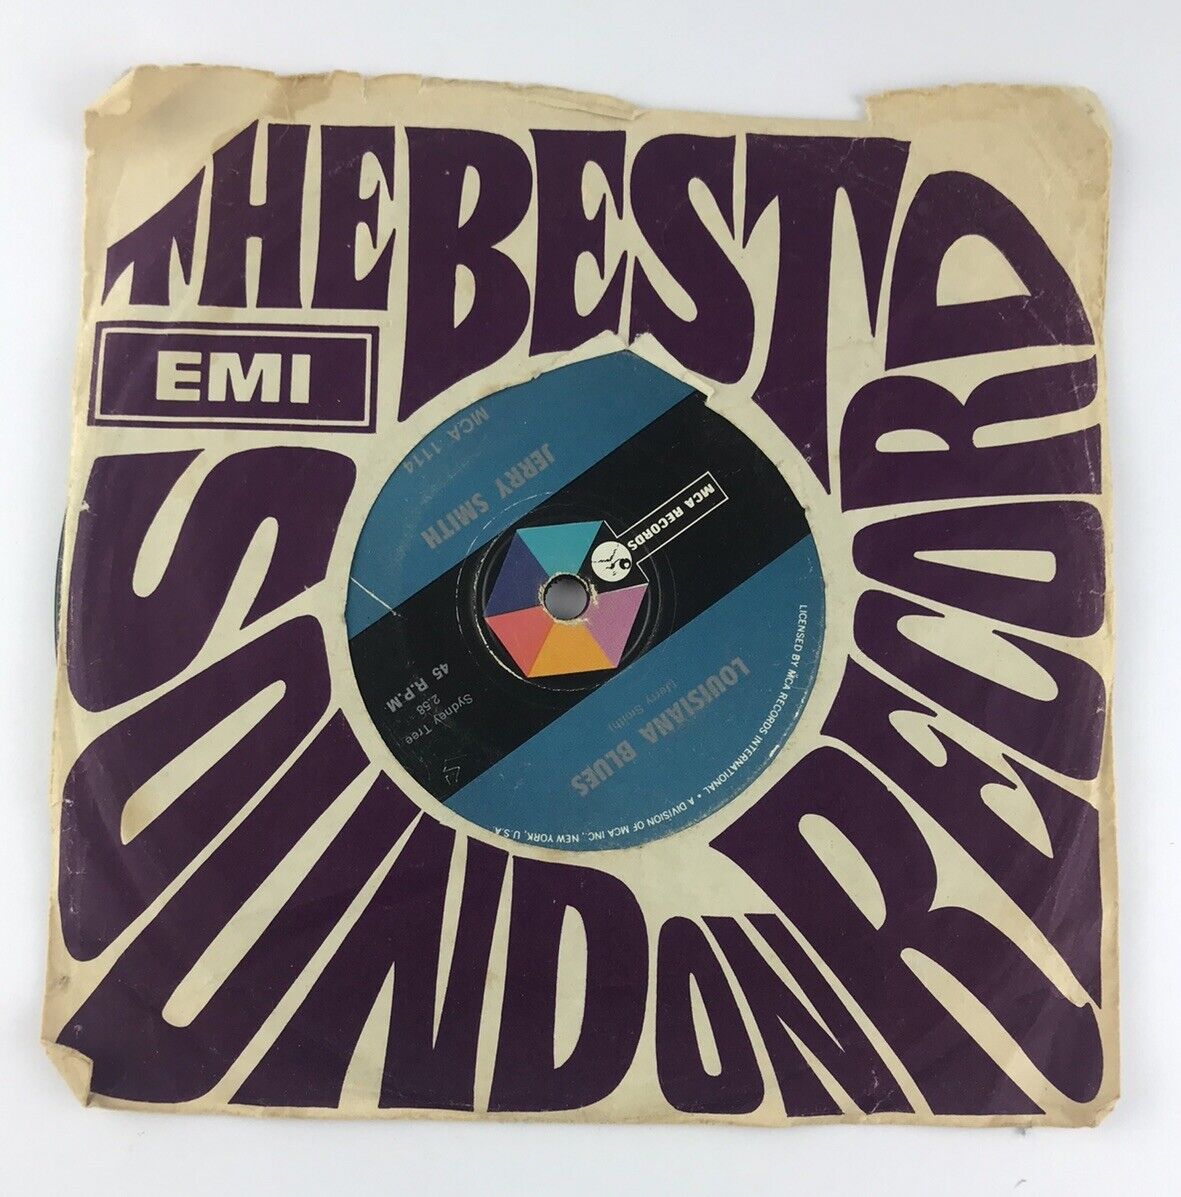 THE BEST
SOUND ON RECORD
EMI
MCA RECORDS
LOUISIANA BLUES
(Jerry Smith)
Sydney Tree
2.58
45 R.P.M
JERRY SMITH
MCA 1114
LICENSED BY MCA RECORDS INTERNATIONAL • A DIVISION OF MCA INC., NEW YORK, U.S.A